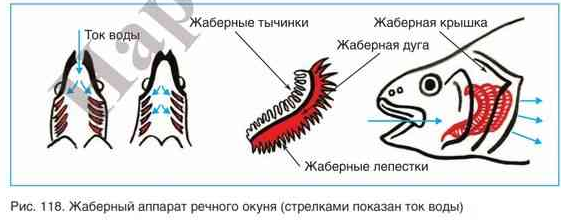 Жаберные тычинки
Жаберная крышка
Ток воды
Жаберная дуга
Жаберные лепестки
Рис. 118. Жаберный аппарат речного окуня (стрелками показан ток воды)